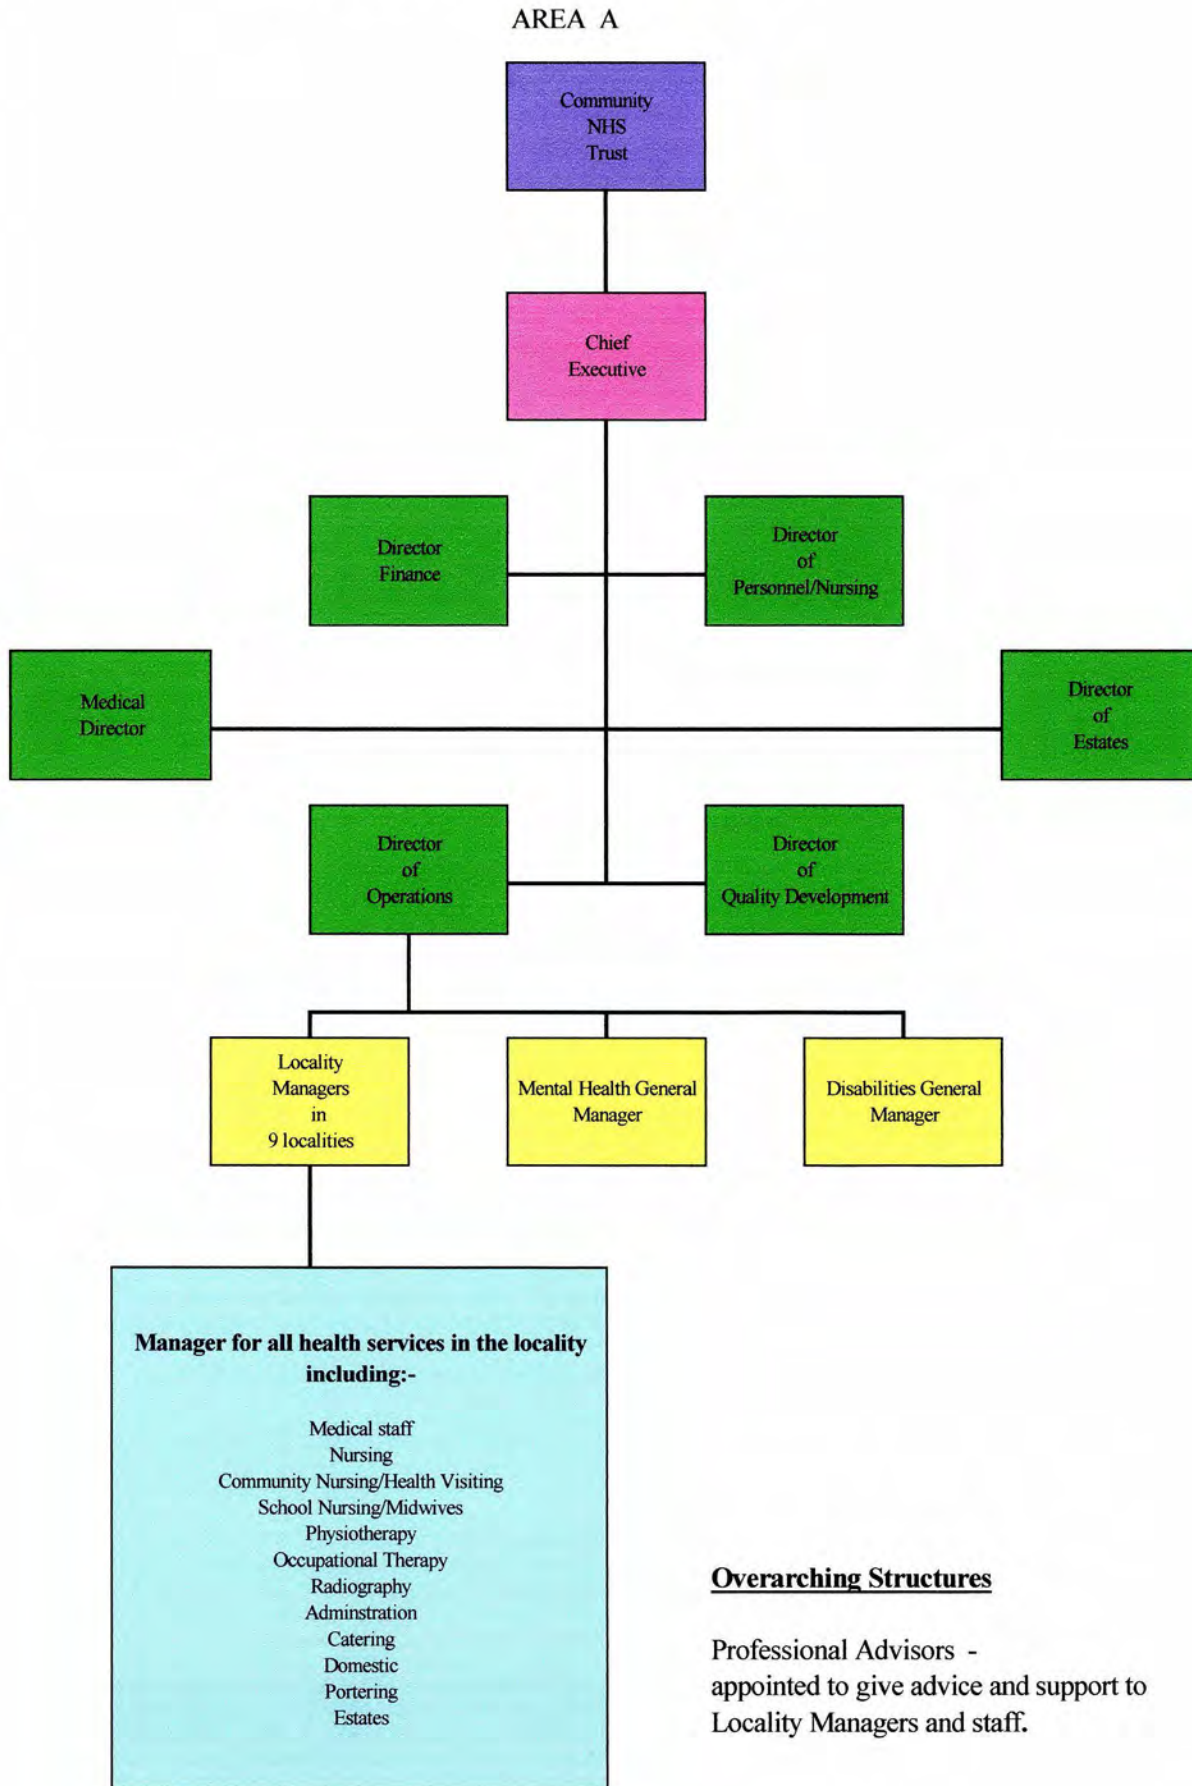 AREA A
Community
NHS
Trust
Chief
Executive
Director
Finance
Director
of
Personnel/Nursing
Medical
Director
Director
of
Estates
Director
of
Operations
Director
of
Quality Development
Locality
Managers
in
9 localities
Mental Health General
Manager
Disabilities General
Manager
Manager for all health services in the locality
including:-
Medical staff
Nursing
Community Nursing/Health Visiting
School Nursing/Midwives
Physiotherapy
Occupational Therapy
Radiography
Adminstration
Catering
Domestic
Portering
Estates
Overarching Structures
Professional Advisors -
appointed to give advice and support to
Locality Managers and staff.